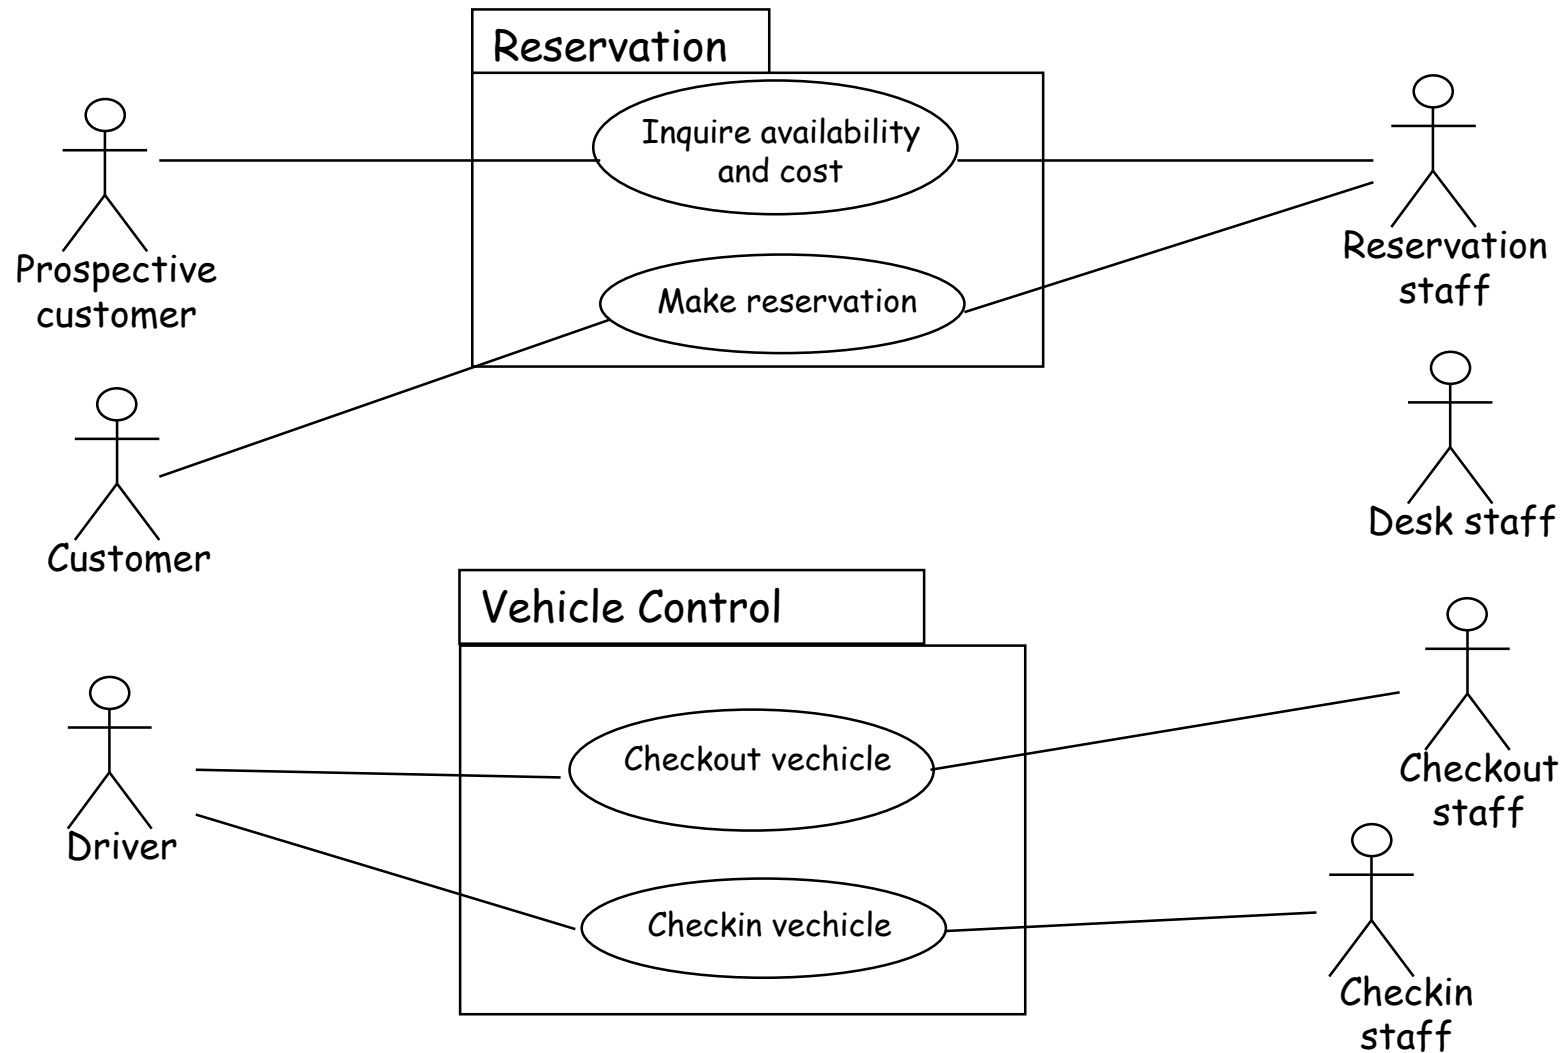 Reservation
Inquire availability
and cost
Prospective
customer
Reservation
staff
Make reservation
Customer
Desk staff
Vehicle Control
Checkout vechicle
Checkout
staff
Driver
Checkin vechicle
Checkin
staff